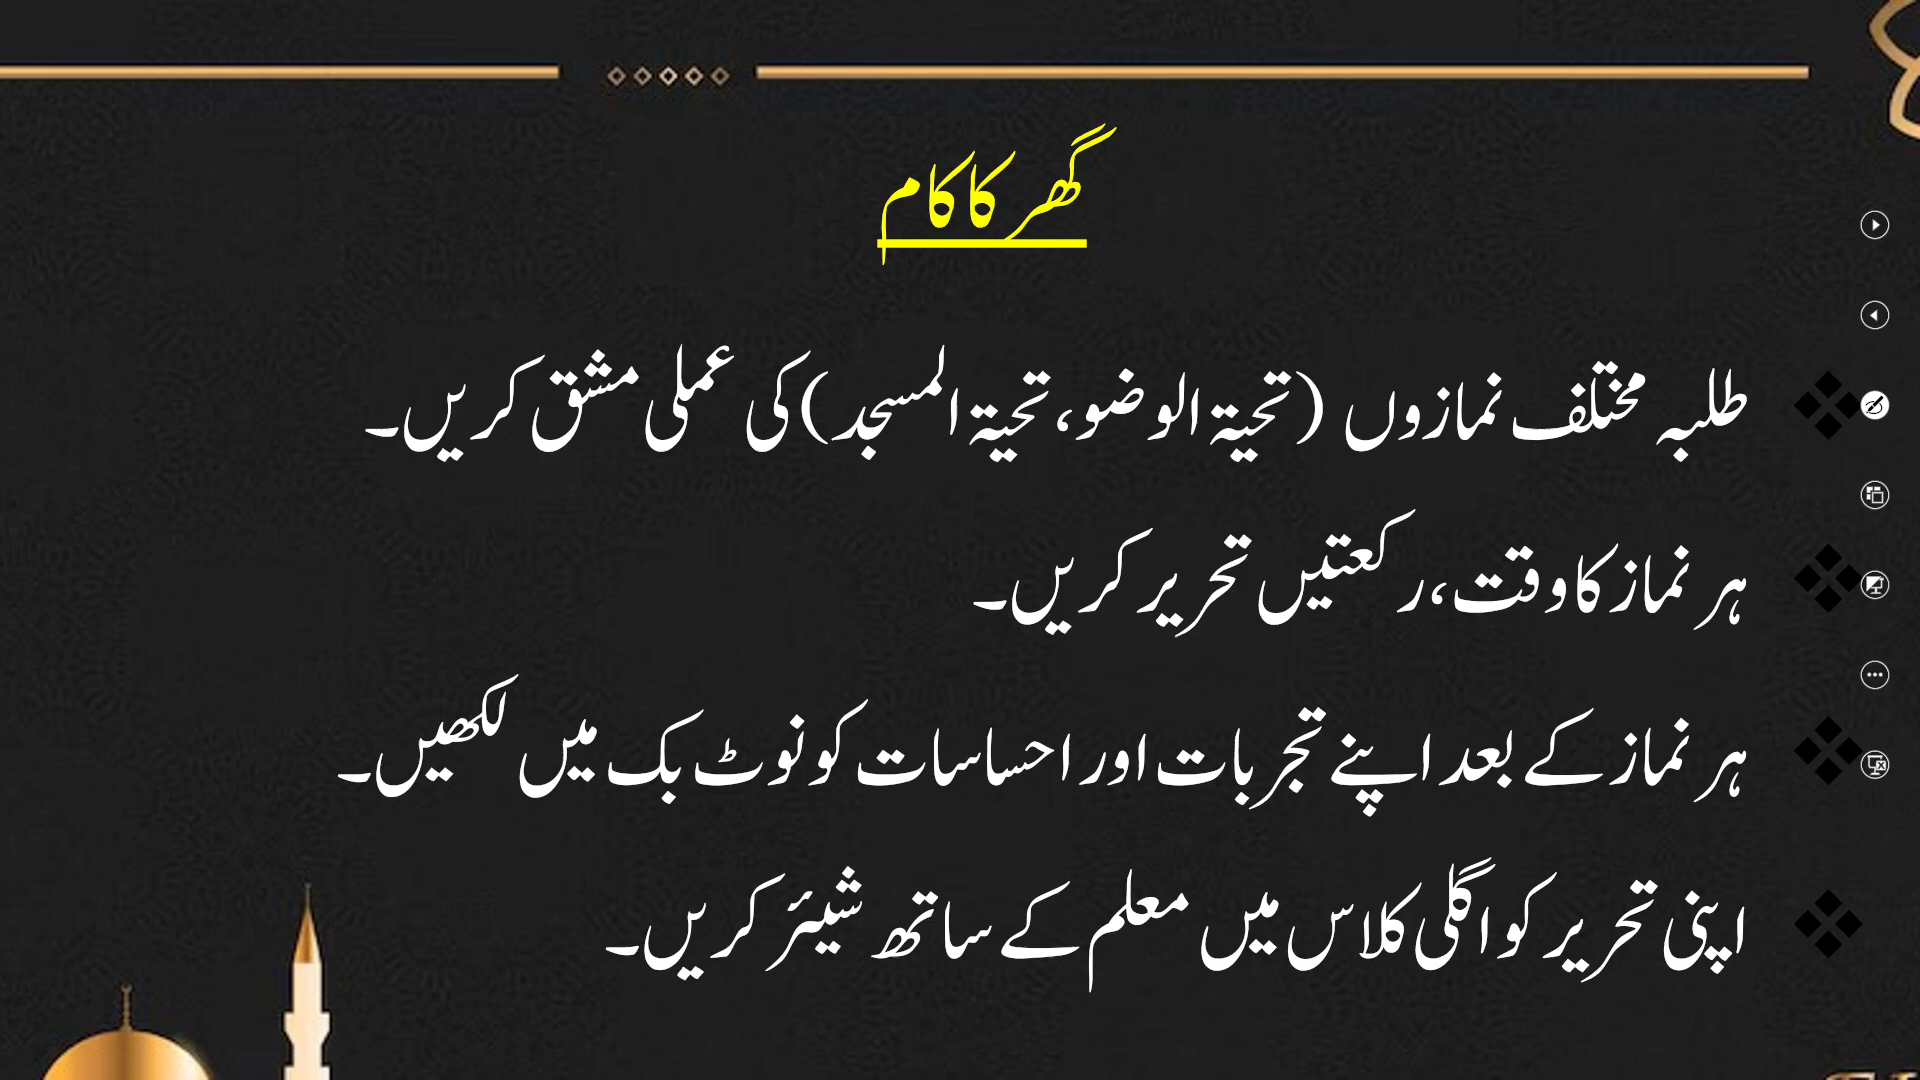 گھر کا کام
طلبہ مختلف نمازوں (تحیۃ الوضو، تحیۃ المسجد) کی عملی مشق کریں۔
ہر نماز کا وقت، رکعتیں تحریر کریں۔
ہر نماز کے بعد اپنے تجربات اور احساسات کو نوٹ بک میں لکھیں۔
اپنی تحریر کو اگلی کلاس میں معلم کے ساتھ شیئر کریں۔